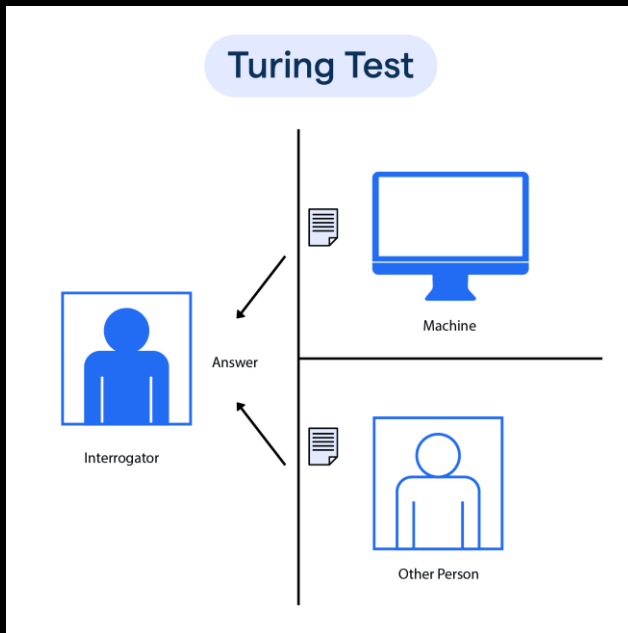 Turing Test
Machine
Answer
Interrogator
Other Person